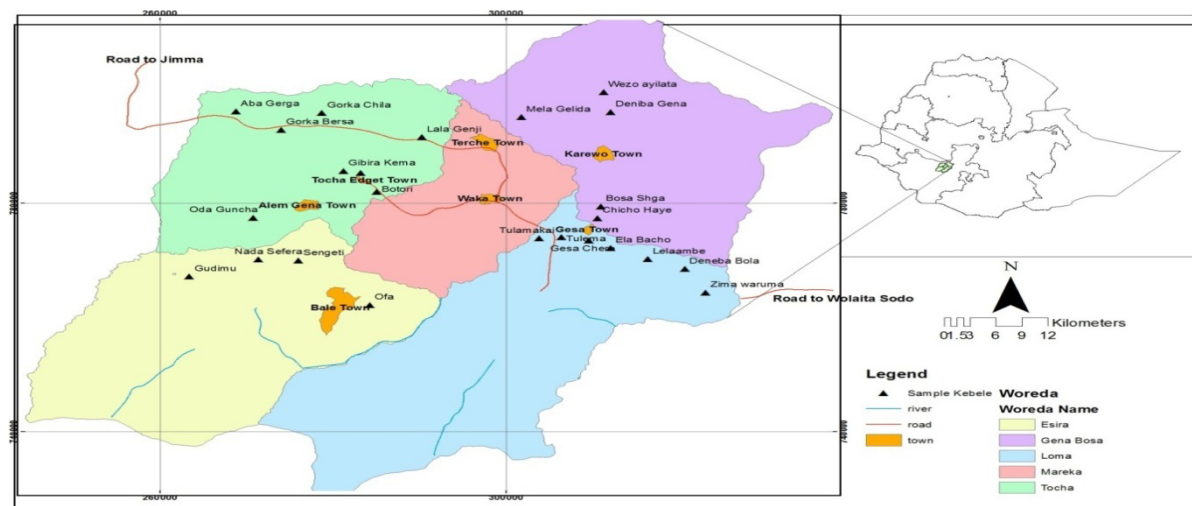 260000
300000
Road to Jimma
Wezo ayilata
Aba Gerga
Gorka Chila
Mela Gelida
Deniba Gena
Gorka Bersa
Lala Genji
Terche Town
Karewo Town
Gibira Kema
Tocha Edget Town
Botori
Waka Town
Bosa Shga
Alem Gena Town
Oda Guncha
Chicho Haye
Gesa Town
Tulamakai
Tulema
Ela Bacho
Gesa Chere
Nada Sefera
Sengeti
Lelaambe
Deneba Bola
Gudimu
Zima waruma
Ofa
Bale Town
Road to Wolaita Sodo
740000
260000
300000
N
0 1.5 3 6 9 12
Kilometers
Legend
Sample Kebele
river
road
town
Woreda
Woreda Name
Esira
Gena Bosa
Loma
Mareka
Tocha